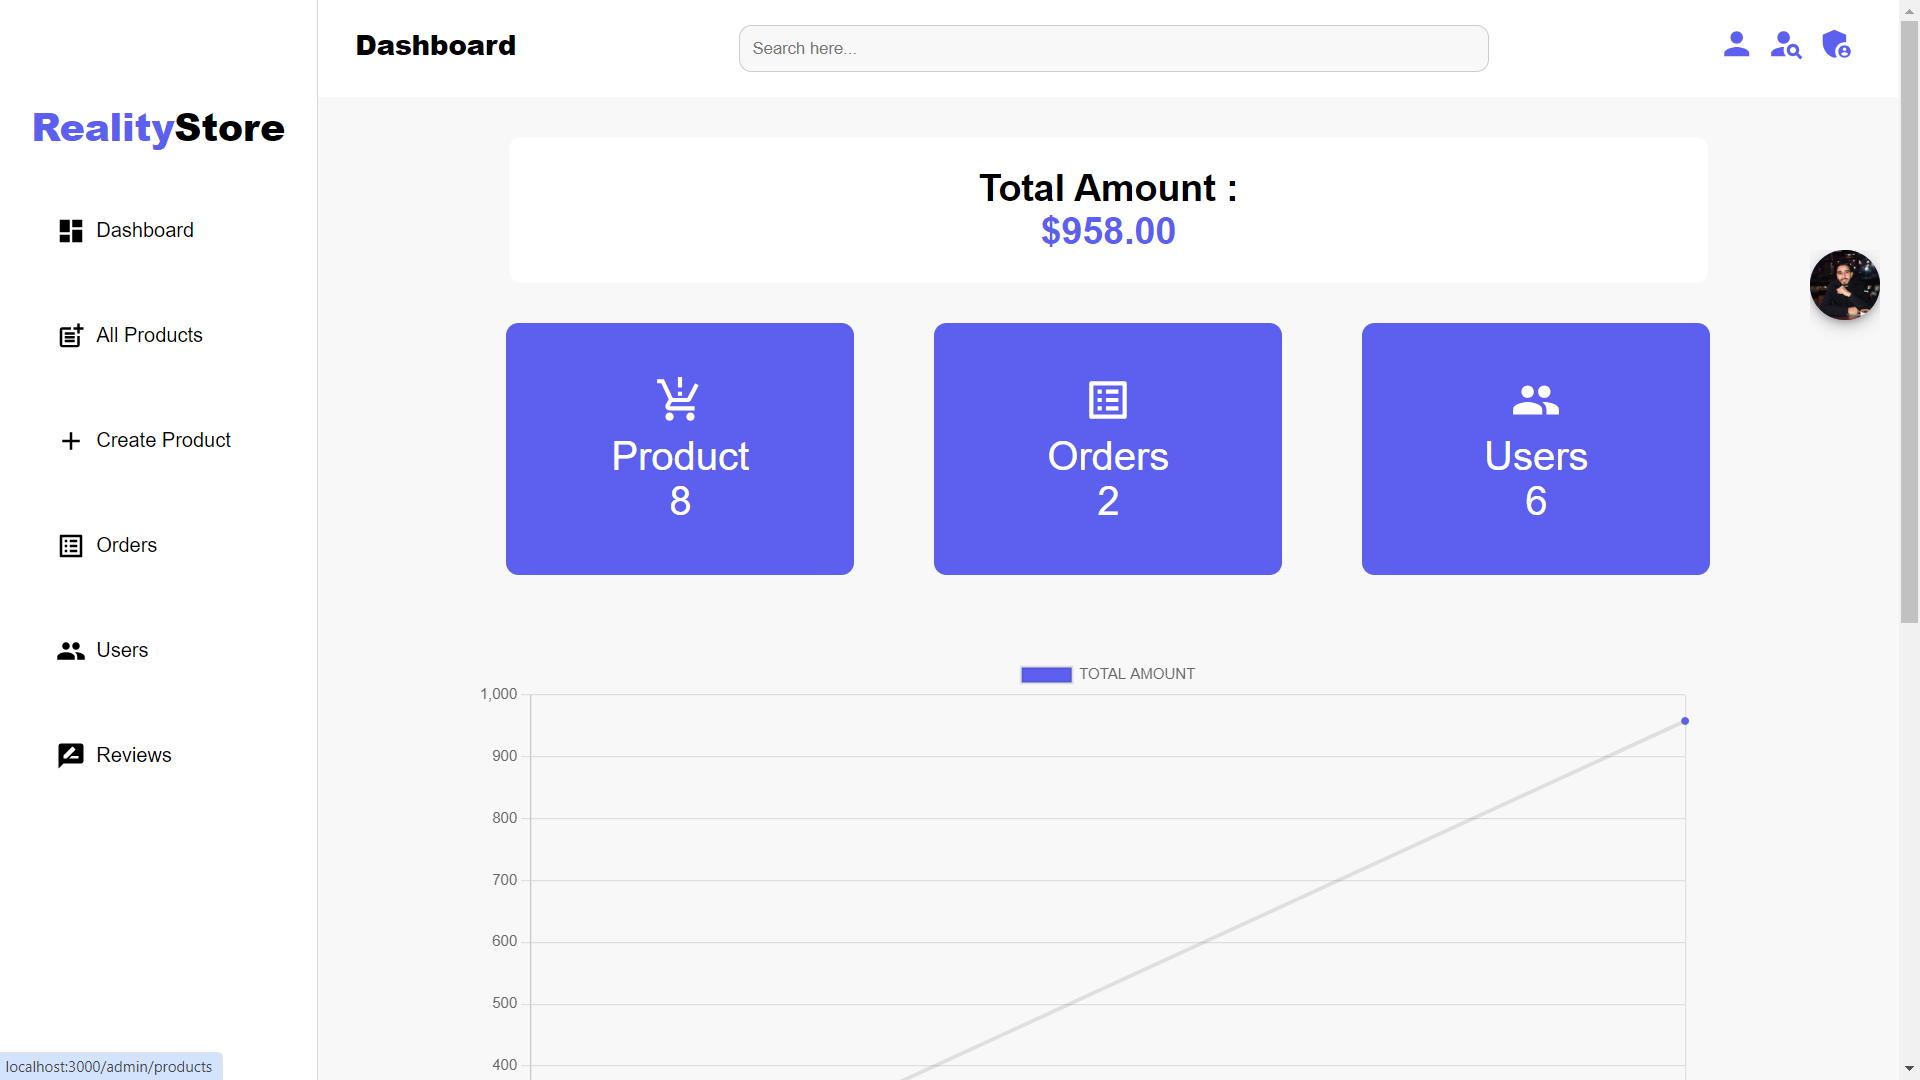 Dashboard
Search here...
RealityStore
Dashboard
All Products
Create Product
Orders
Users
Reviews
Total Amount :
$958.00
Product
8
Orders
2
Users
6
TOTAL AMOUNT
1,000
900
800
700
600
500
400
localhost:3000/admin/products